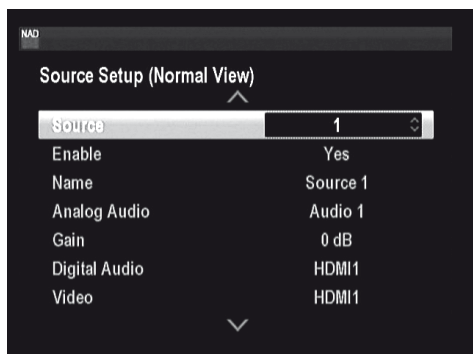 NAD
Source Setup (Normal View)
Source 1
Enable Yes
Name Source 1
Analog Audio Audio 1
Gain 0 dB
Digital Audio HDMI1
Video HDMI1